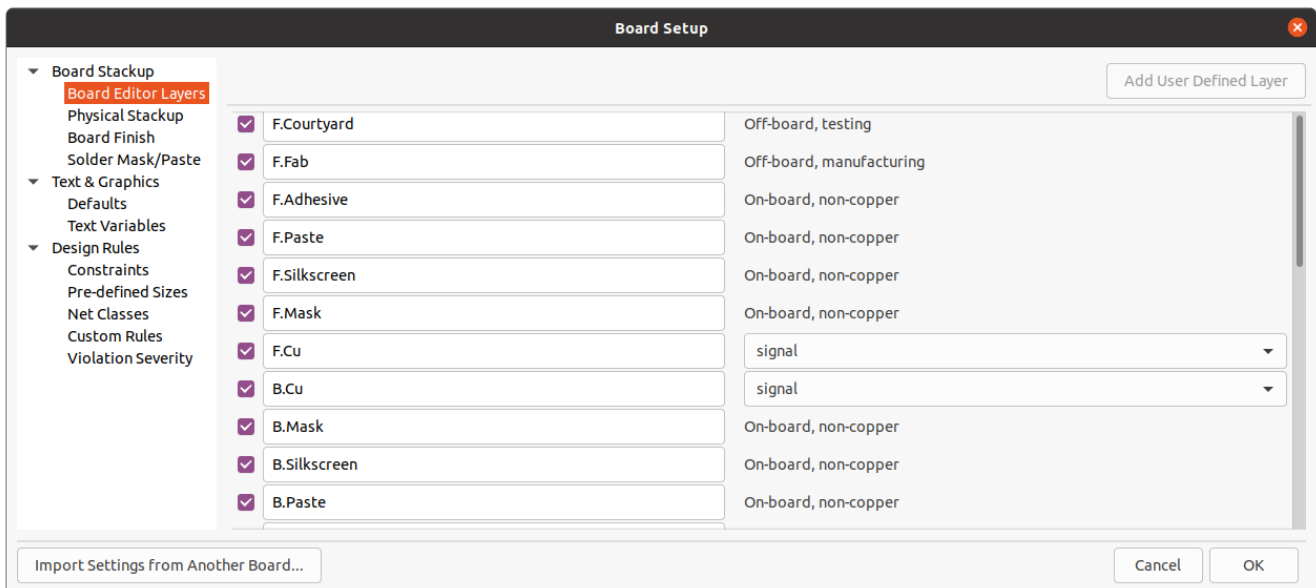 Board Setup
Board Stackup
Board Editor Layers
Physical Stackup
Board Finish
Solder Mask/Paste
Text & Graphics
Defaults
Text Variables
Design Rules
Constraints
Pre-defined Sizes
Net Classes
Custom Rules
Violation Severity
Add User Defined Layer
F.Courtyard Off-board, testing
F.Fab Off-board, manufacturing
F.Adhesive On-board, non-copper
F.Paste On-board, non-copper
F.Silkscreen On-board, non-copper
F.Mask On-board, non-copper
F.Cu signal
B.Cu signal
B.Mask On-board, non-copper
B.Silkscreen On-board, non-copper
B.Paste On-board, non-copper
Import Settings from Another Board...
Cancel OK